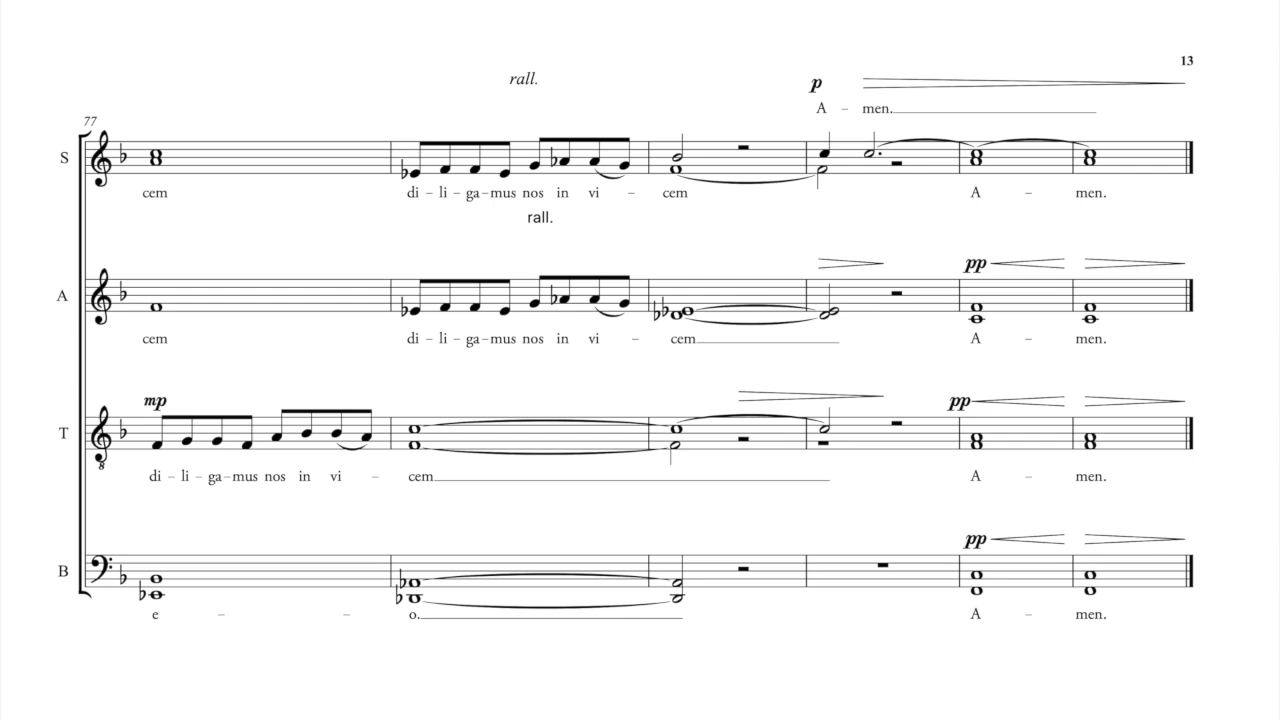 13
rall.
p
A – men.
77
S
cem di – li – ga – mus nos in vi – cem A – men.
rall.
pp
A
cem di – li – ga – mus nos in vi – cem A – men.
mp pp
T
8
di – li – ga – mus nos in vi – cem A – men.
pp
B
e – – o. A – men.